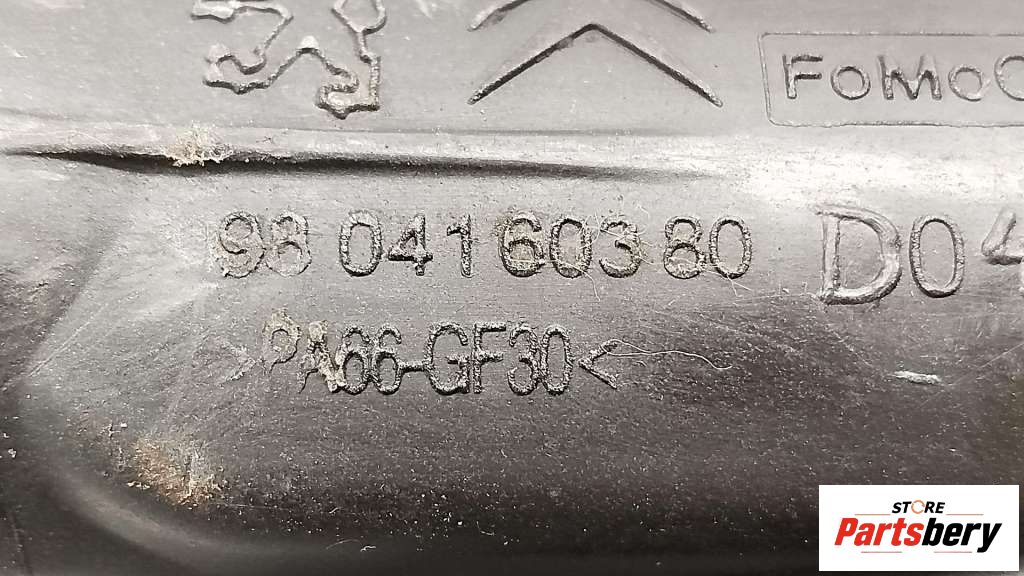 FoMoC
98 041 603 80 D04
>PA66-GF30<
STORE
Partsbery